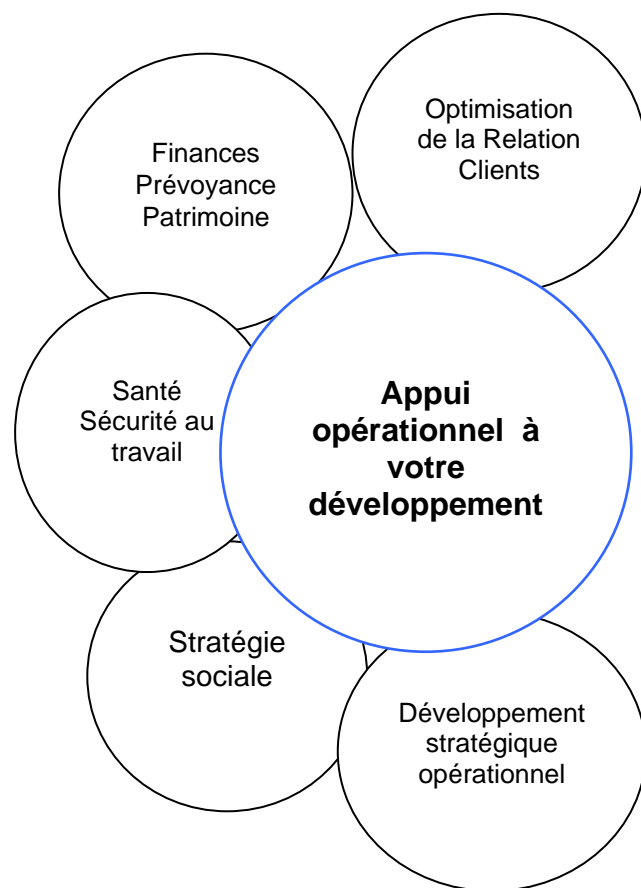 Optimisation
de la Relation
Clients
Finances
Prévoyance
Patrimoine
Santé
Sécurité au
travail
Appui
opérationnel à
votre
développement
Stratégie
sociale
Développement
stratégique
opérationnel